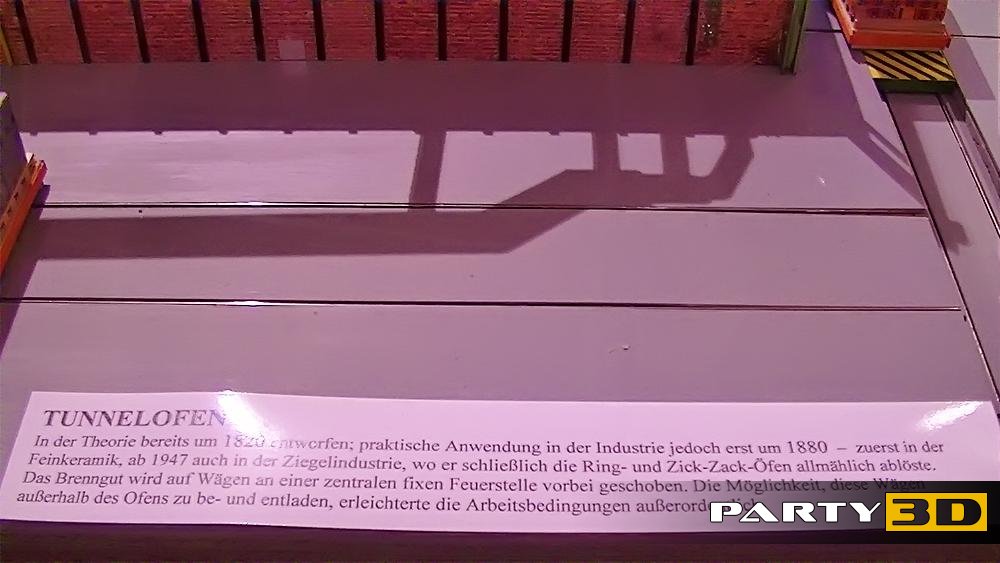 TUNNELOFEN
In der Theorie bereits um 1820 entworfen; praktische Anwendung in der Industrie jedoch erst um 1880 – zuerst in der
Feinkeramik, ab 1947 auch in der Ziegelindustrie, wo er schließlich die Ring- und Zick-Zack-Öfen allmählich ablöste.
Das Brenngut wird auf Wägen an einer zentralen fixen Feuerstelle vorbei geschoben. Die Möglichkeit, diese Wägen
außerhalb des Ofens zu be- und entladen, erleichterte die Arbeitsbedingungen
PARTY3D